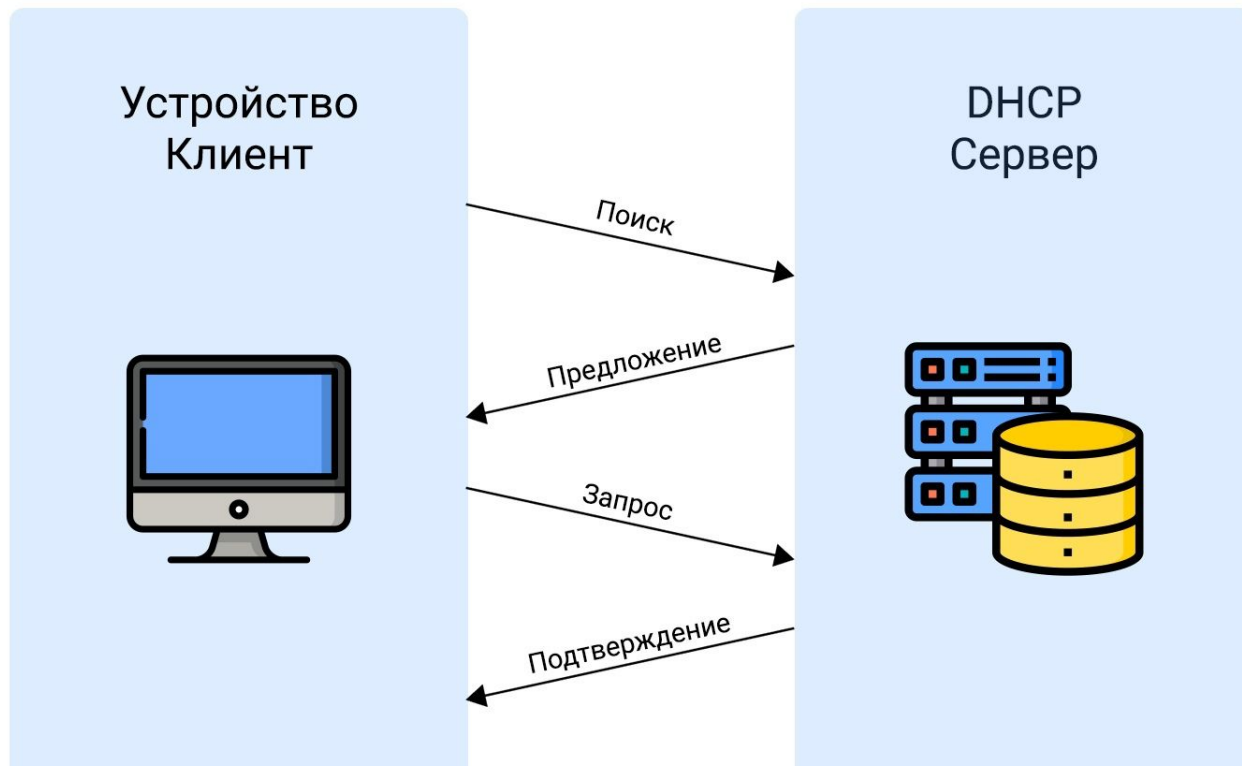 Устройство
Клиент
DHCP
Сервер
Поиск
Предложение
Запрос
Подтверждение